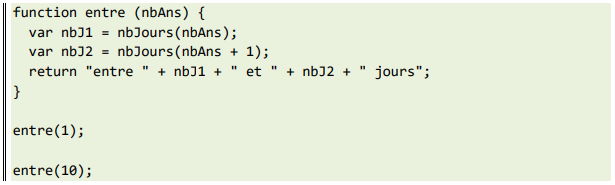 function entre (nbAns) {
  var nbJ1 = nbJours(nbAns);
  var nbJ2 = nbJours(nbAns + 1);
  return "entre " + nbJ1 + " et " + nbJ2 + " jours";
}
entre(1);
entre(10);